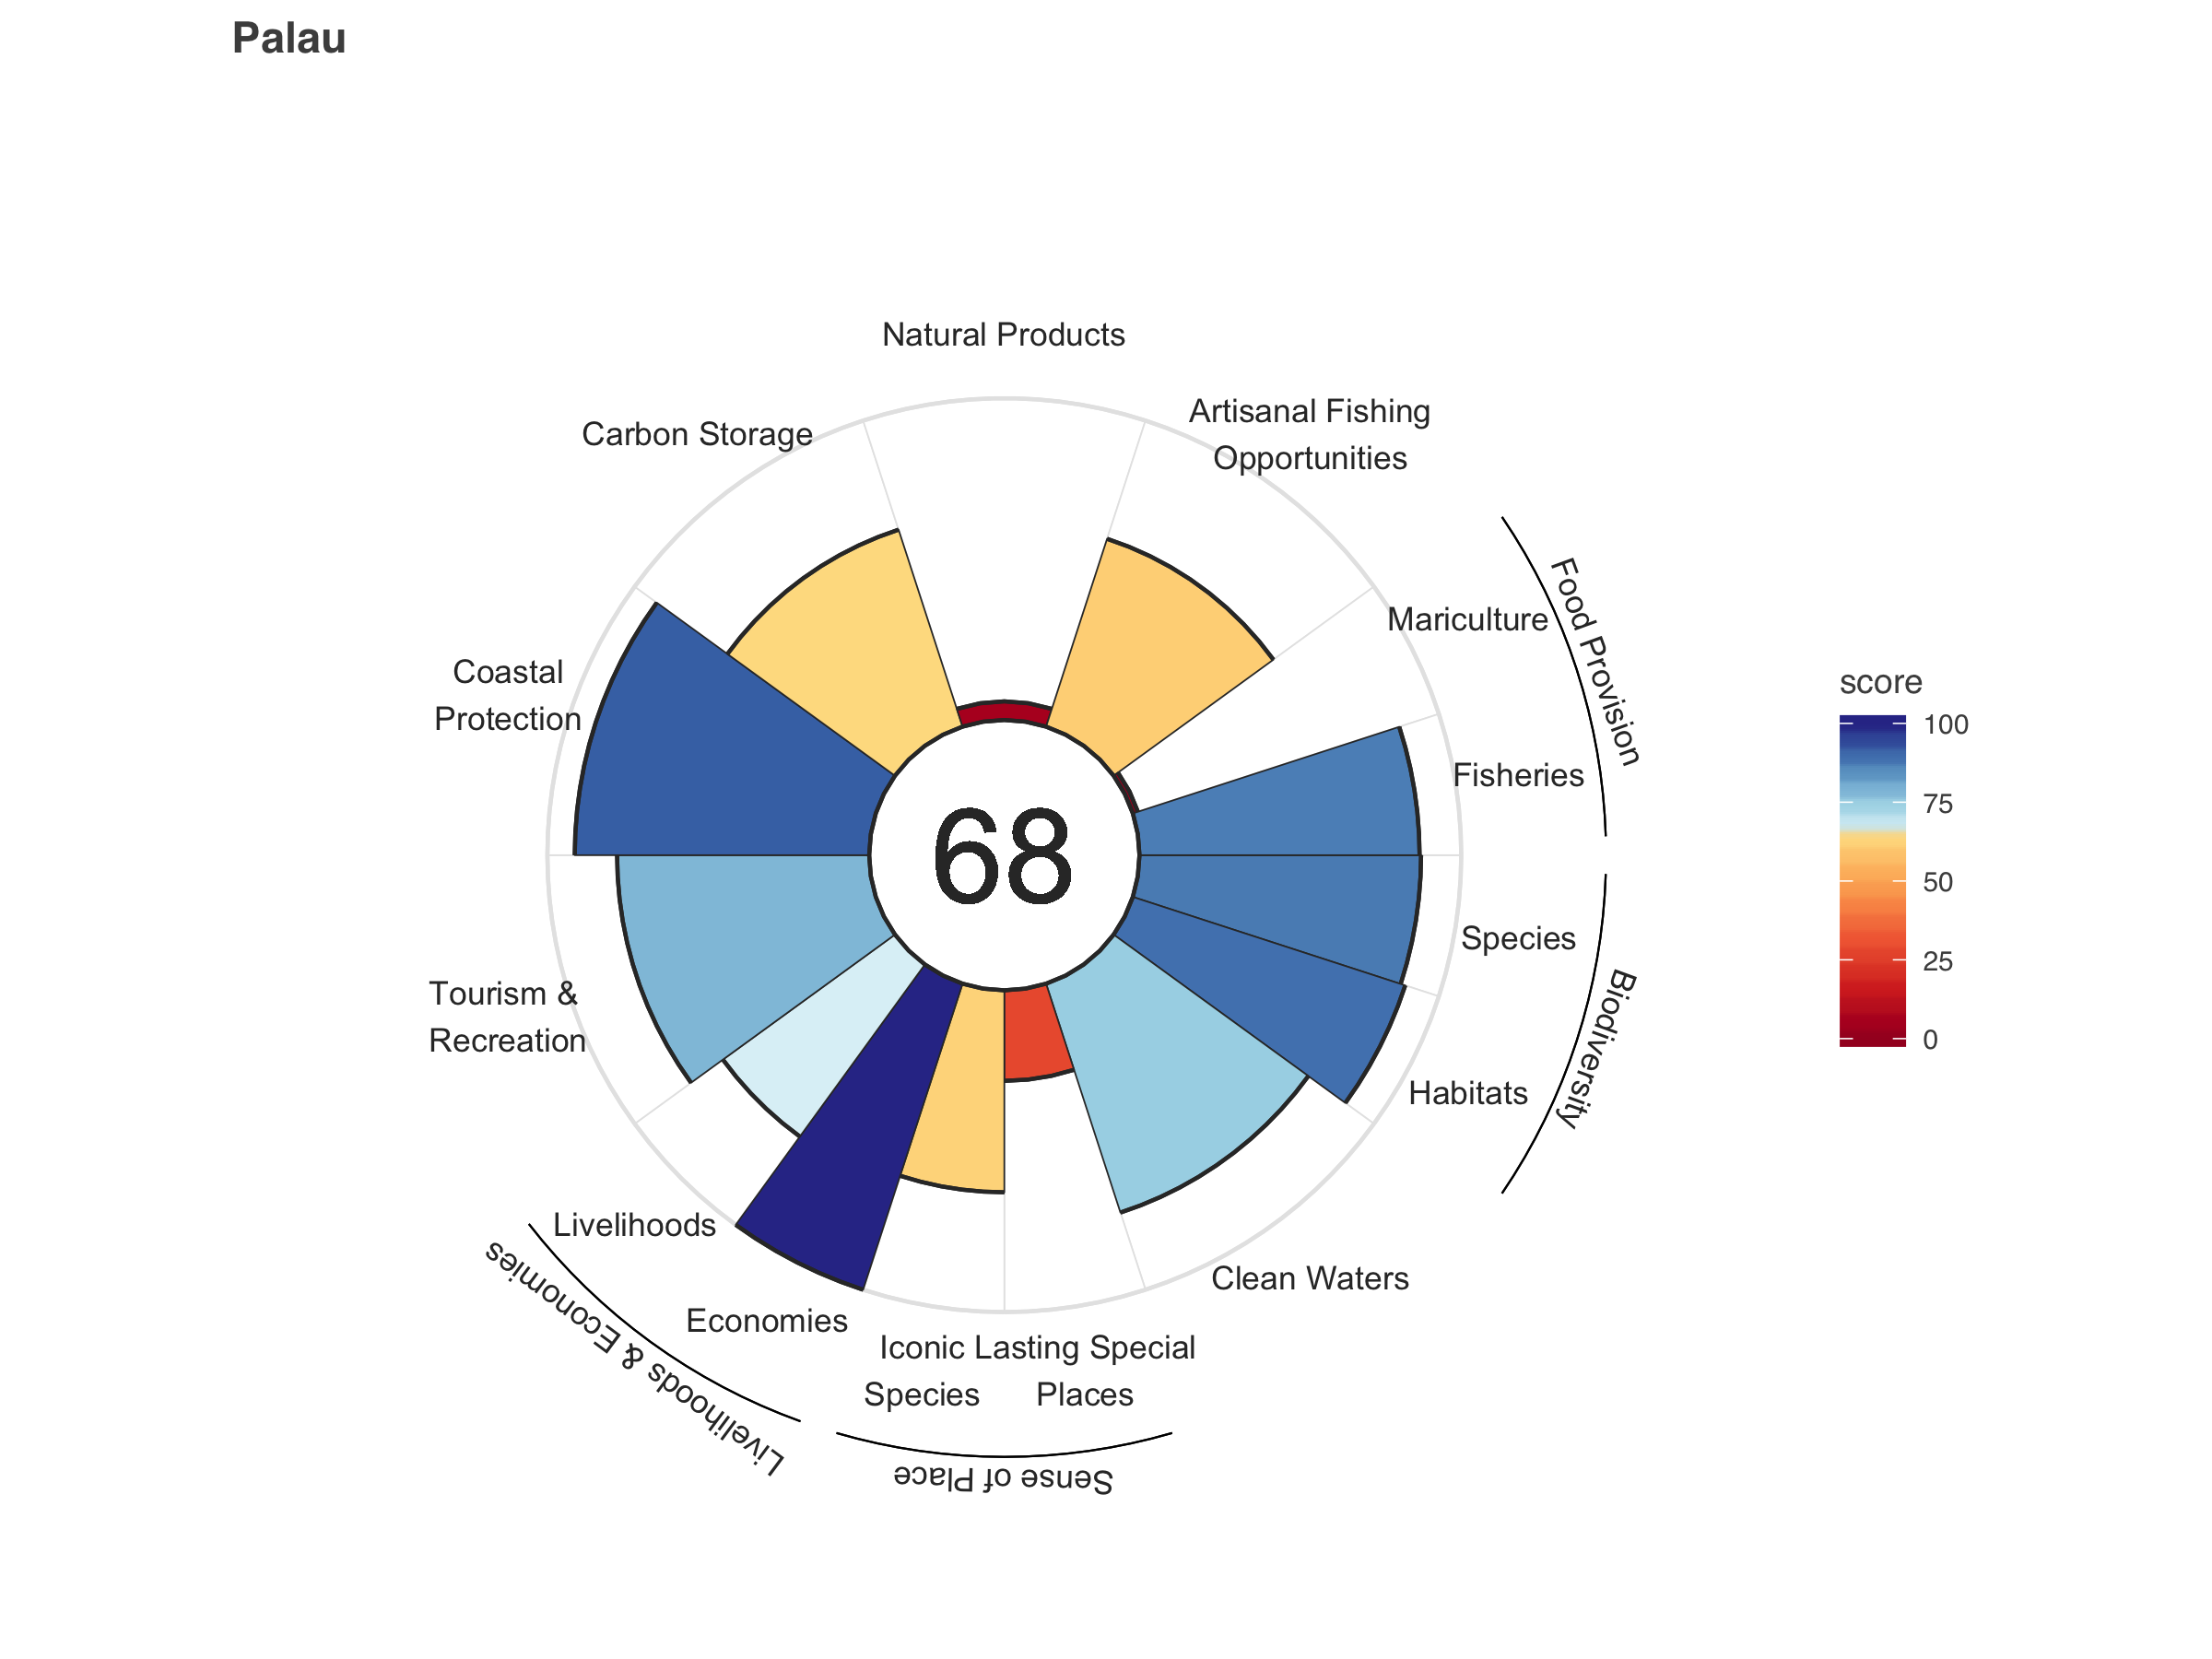 Palau
Natural Products
Artisanal Fishing
Opportunities
Carbon Storage
Mariculture
Food Provision
Coastal
Protection
Fisheries
score
100
75
50
25
0
68
Species
Biodiversity
Tourism &
Recreation
Habitats
Livelihoods
Clean Waters
Economies
Livelihoods & Economies
Iconic
Species
Lasting Special
Places
Sense of Place